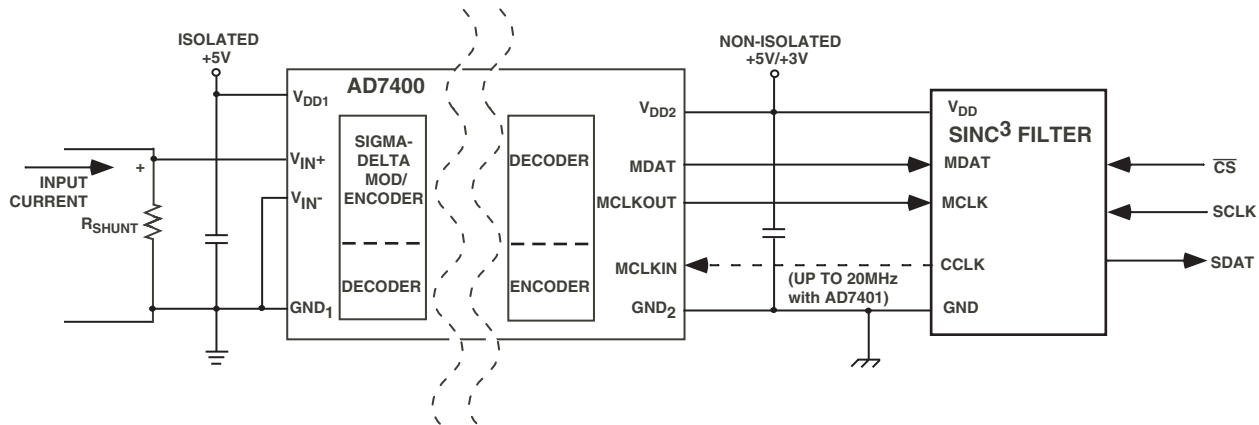 ISOLATED
+5V
NON-ISOLATED
+5V/+3V
AD7400
VDD1
VDD2
VDD
SINC3 FILTER
SIGMA-
DELTA
MOD/
ENCODER
DECODER
VIN+
MDAT
MDAT
CS
+
INPUT
CURRENT
VIN-
MCLKOUT
MCLK
SCLK
RSHUNT
DECODER
ENCODER
MCLKIN
CCLK
SDAT
(UP TO 20MHz
with AD7401)
GND1
GND2
GND